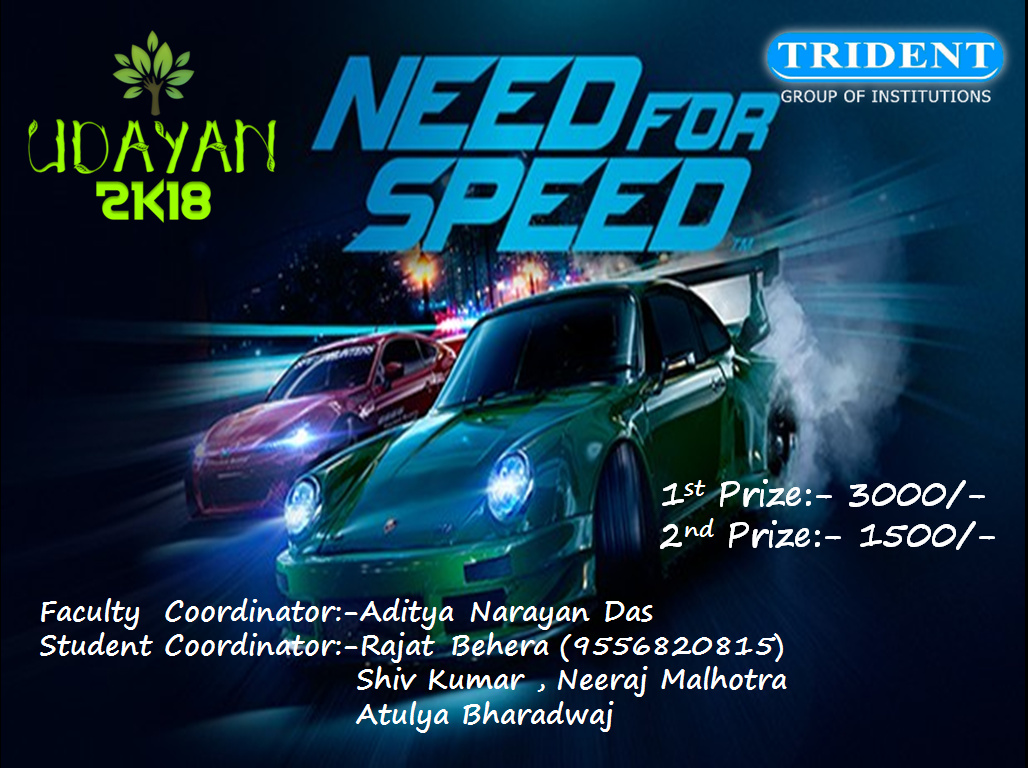 UDAYAN
2K18
NEED FOR
SPEED™
TRIDENT
GROUP OF INSTITUTIONS
1st Prize:- 3000/-
2nd Prize:- 1500/-
Faculty Coordinator:-Aditya Narayan Das
Student Coordinator:-Rajat Behera (9556820815)
Shiv Kumar , Neeraj Malhotra
Atulya Bharadwaj